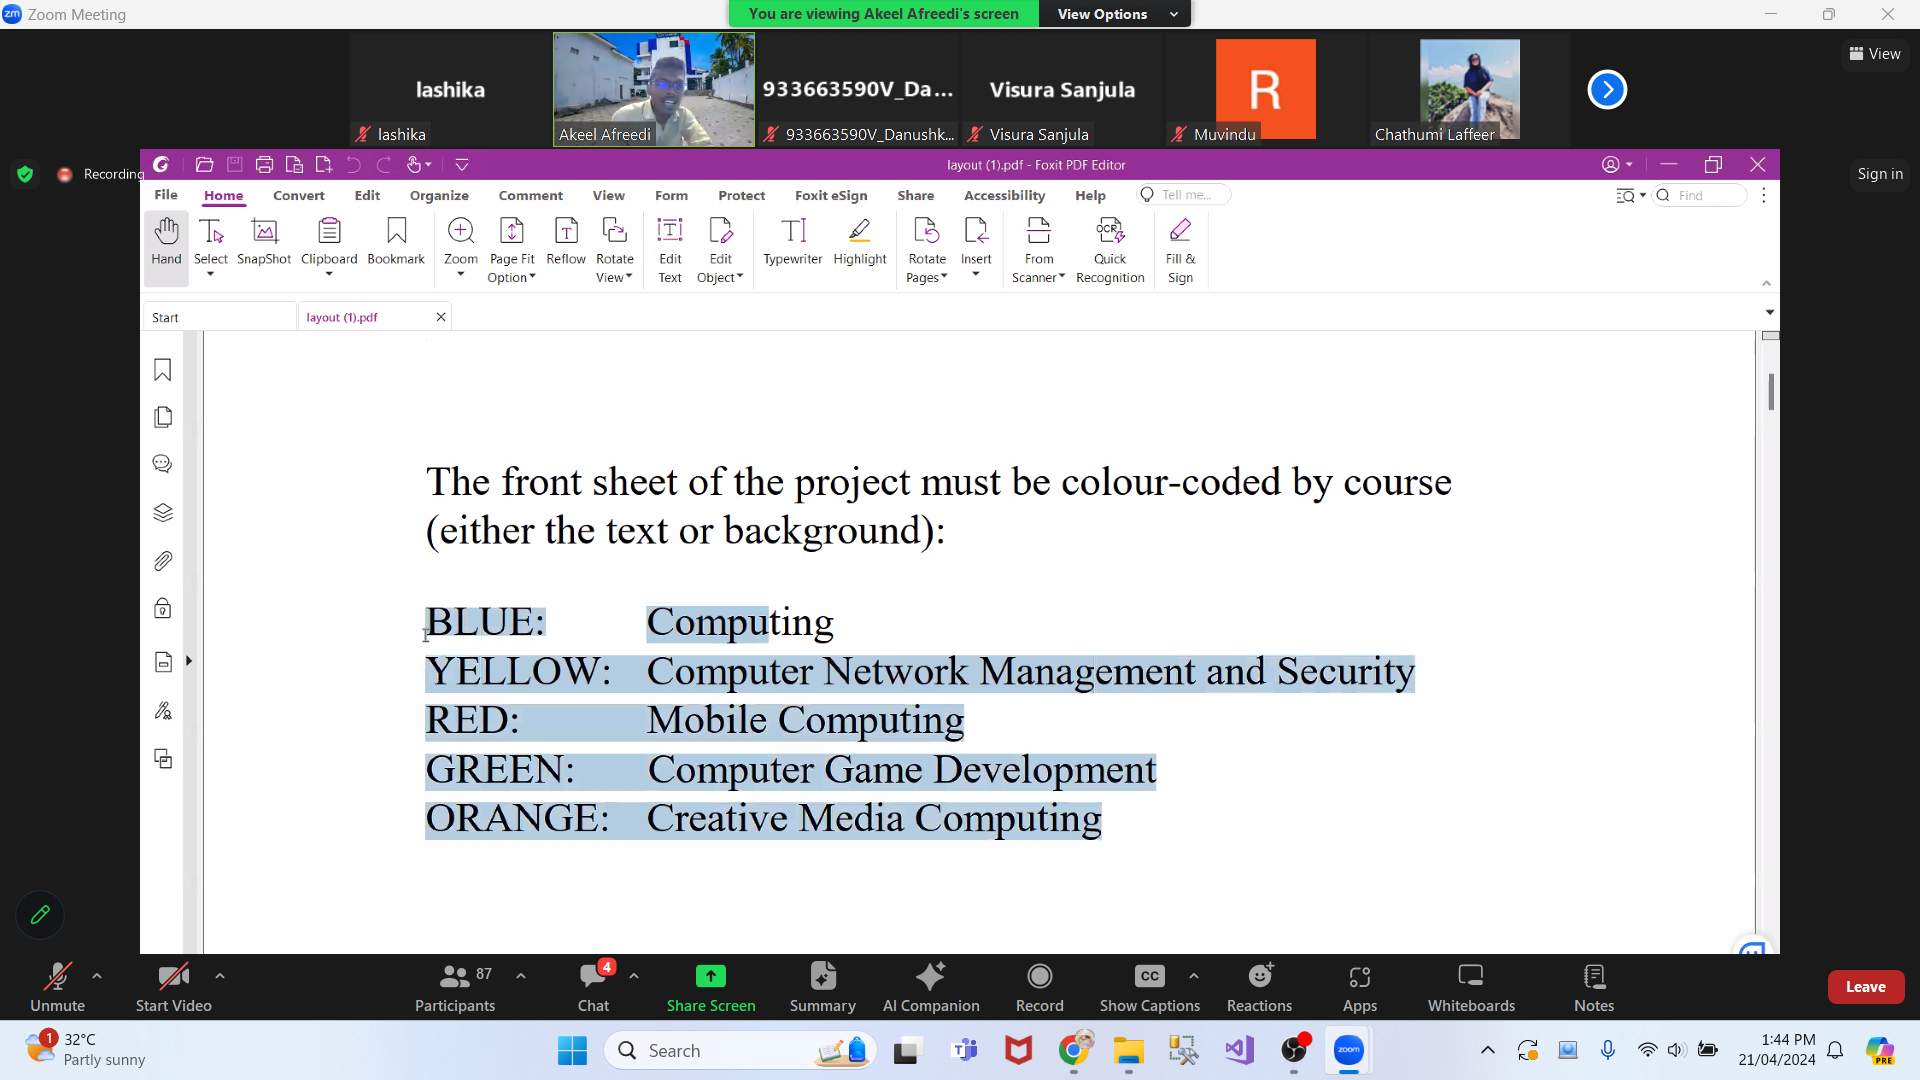 Zoom Meeting
You are viewing Akeel Afreedi's screen
View Options
lashika
933663590V_Da...
Visura Sanjula
R
View
lashika
Akeel Afreedi
933663590V_Danushk...
Visura Sanjula
Muvindu
Chathumi Laffeer
Recording
layout (1).pdf - Foxit PDF Editor
Sign in
File
Home
Convert
Edit
Organize
Comment
View
Form
Protect
Foxit eSign
Share
Accessibility
Help
Tell me...
Find
Hand
Select
SnapShot
Clipboard
Bookmark
Zoom
Page Fit
Option
Reflow
Rotate
View
Edit
Text
Edit
Object
Typewriter
Highlight
Rotate
Pages
Insert
From
Scanner
OCR
Quick
Recognition
Fill &
Sign
Start
layout (1).pdf
The front sheet of the project must be colour-coded by course
(either the text or background):
BLUE: Computing
YELLOW: Computer Network Management and Security
RED: Mobile Computing
GREEN: Computer Game Development
ORANGE: Creative Media Computing
Unmute
Start Video
87
Participants
4
Chat
Share Screen
Summary
AI Companion
Record
CC
Show Captions
Reactions
Apps
Whiteboards
Notes
Leave
1
32°C
Partly sunny
Search
zoom
1:44 PM
21/04/2024
PRE